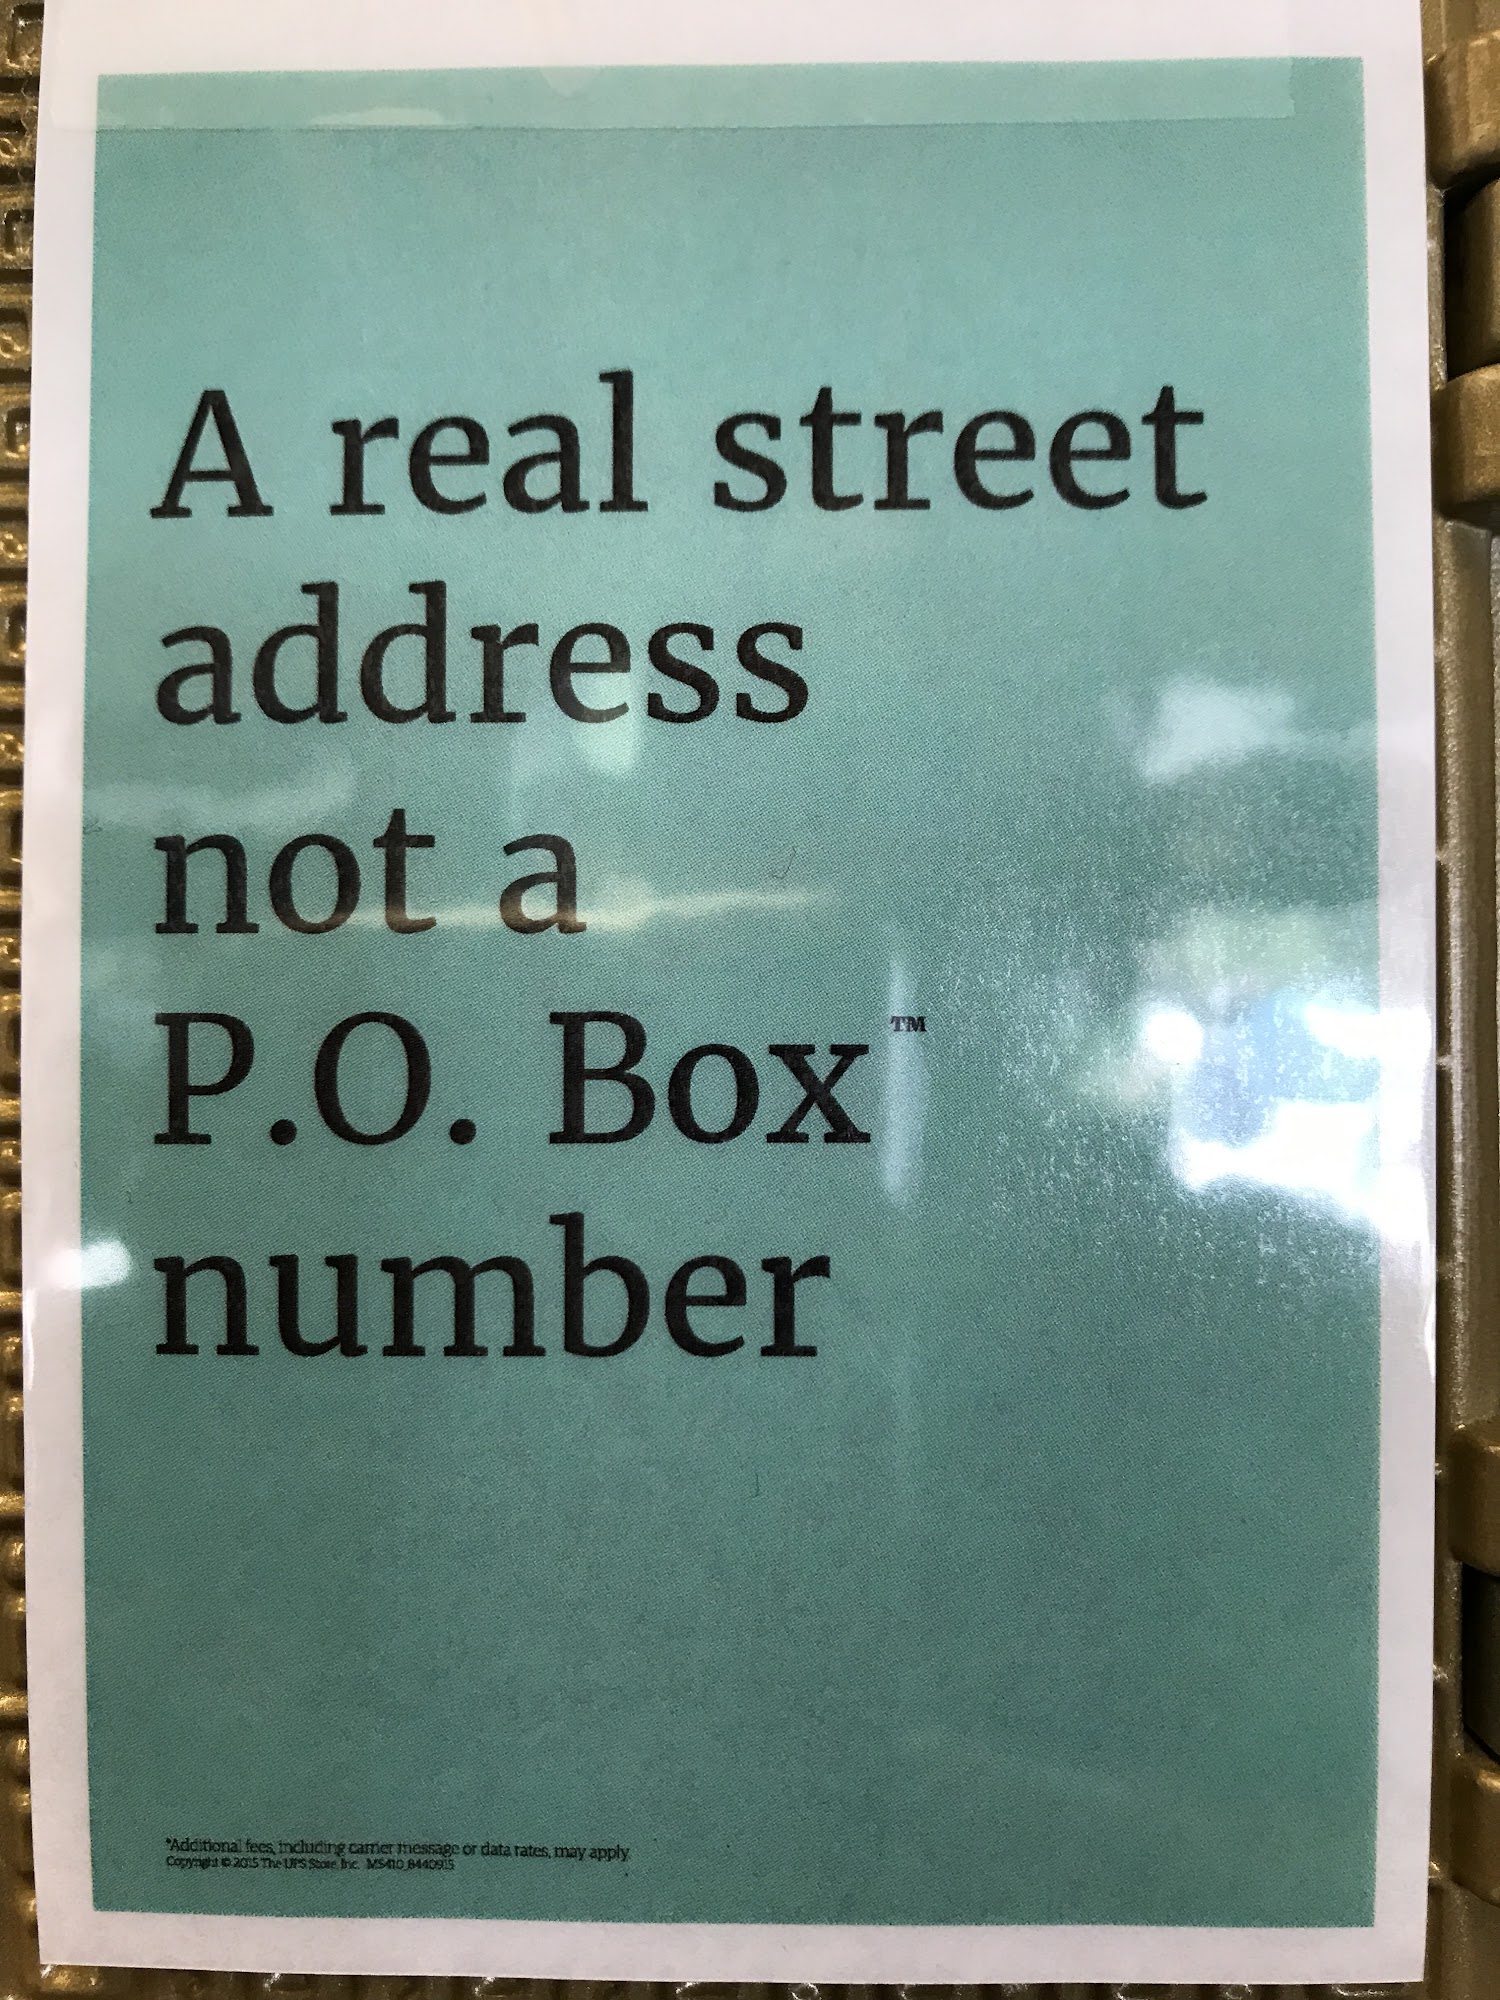 A real street
address
not a
P.O. Box™
number
*Additional fees, including carrier message or data rates, may apply.
Copyright © 2015 The UPS Store, Inc.